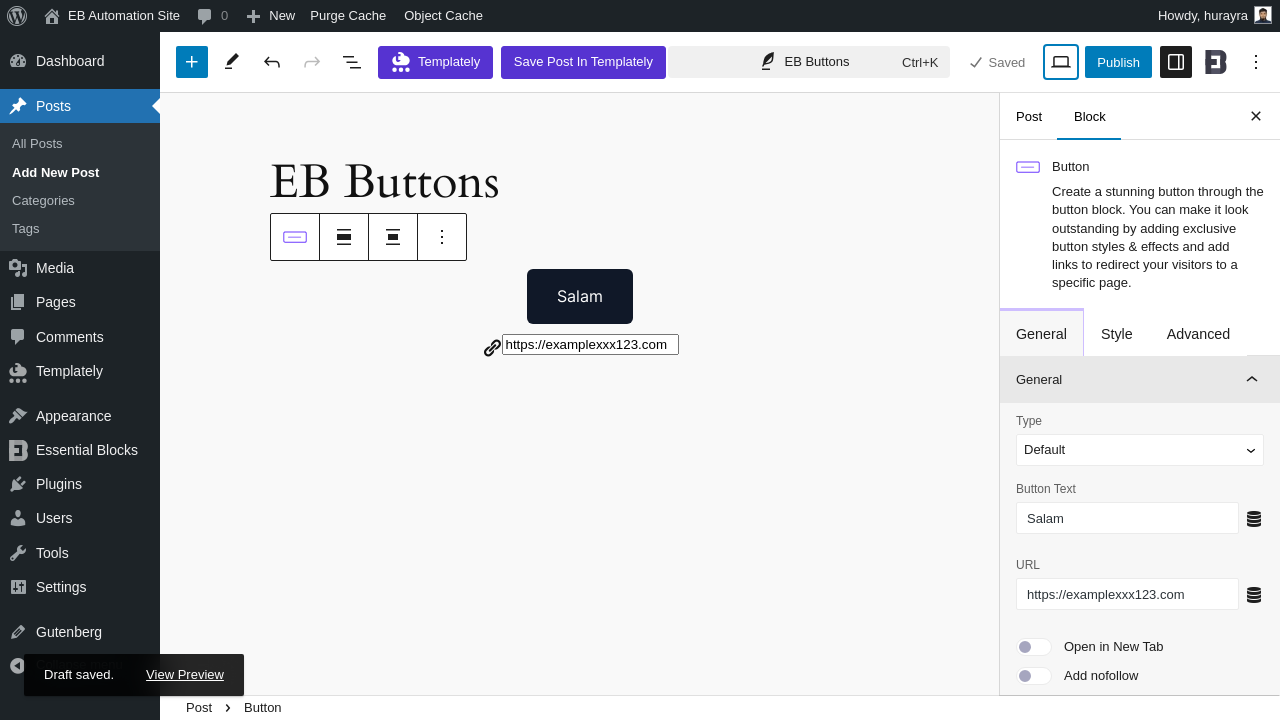 EB Automation Site
0
New
Purge Cache
Object Cache
Howdy, hurayra
Dashboard
Posts
All Posts
Add New Post
Categories
Tags
Media
Pages
Comments
Templately
Appearance
Essential Blocks
Plugins
Users
Tools
Settings
Gutenberg
Draft saved.
View Preview
Templately
Save Post In Templately
EB Buttons
Ctrl+K
Saved
Publish
EB Buttons
Salam
https://examplexxx123.com
Post
Block
Button
Create a stunning button through the
button block. You can make it look
outstanding by adding exclusive
button styles & effects and add
links to redirect your visitors to a
specific page.
General
Style
Advanced
General
Type
Default
Button Text
Salam
URL
https://examplexxx123.com
Open in New Tab
Add nofollow
Post
Button